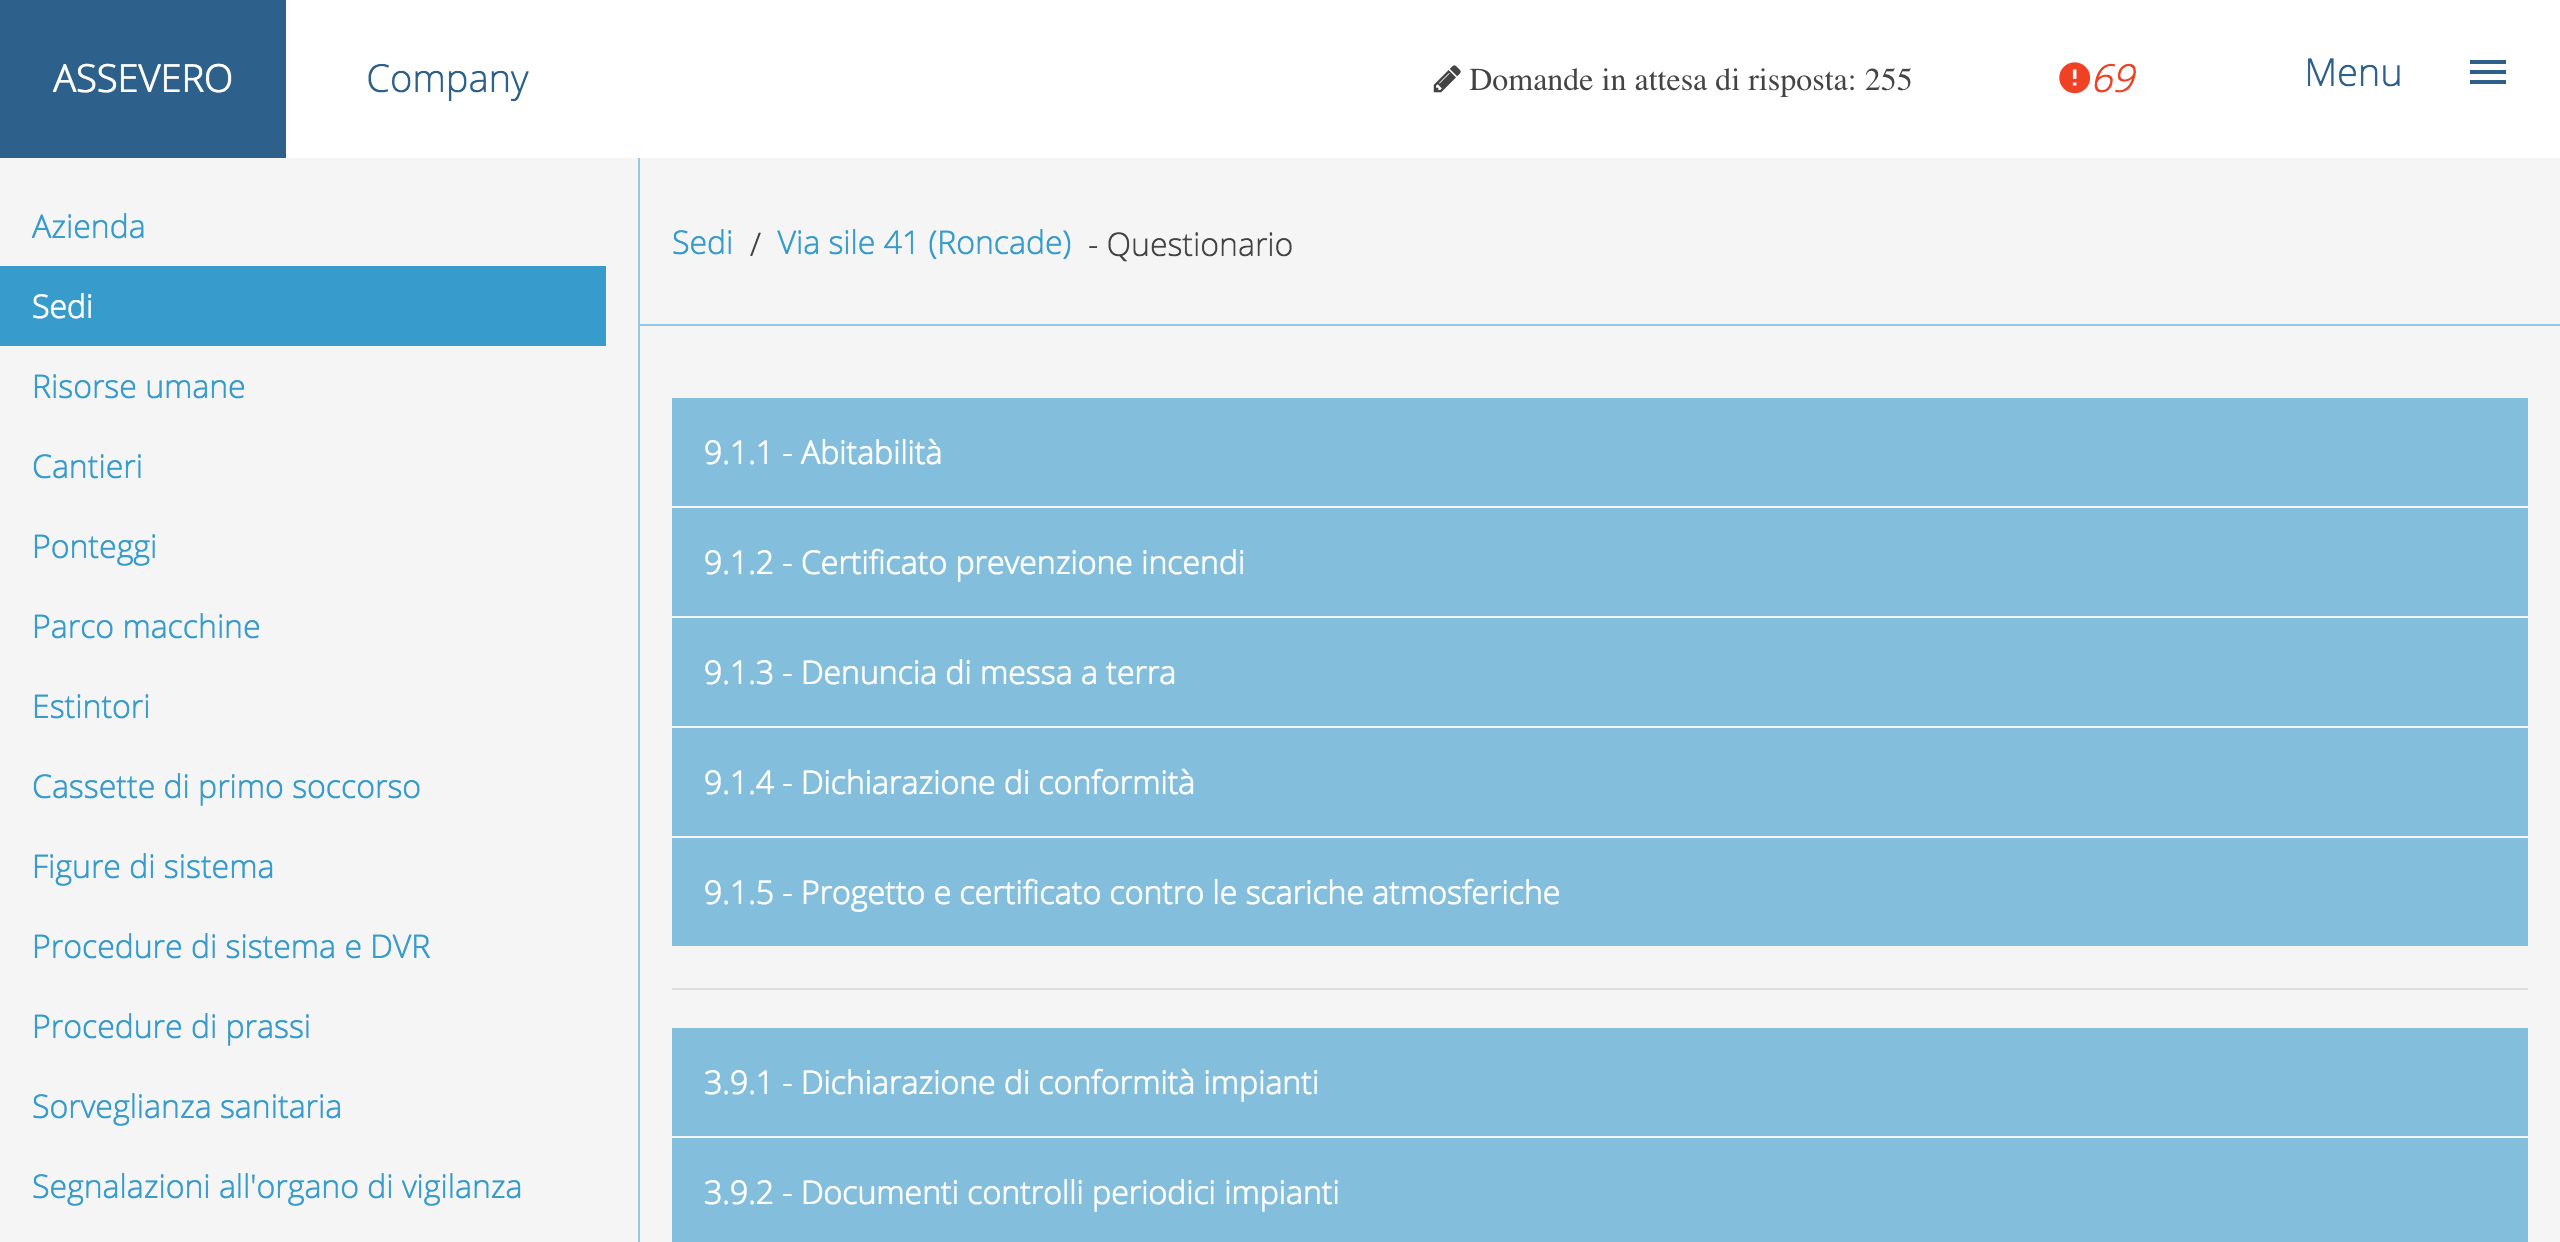 ASSEVERO
Company
Domande in attesa di risposta: 255
69
Menu
Azienda
Sedi
Risorse umane
Cantieri
Ponteggi
Parco macchine
Estintori
Cassette di primo soccorso
Figure di sistema
Procedure di sistema e DVR
Procedure di prassi
Sorveglianza sanitaria
Segnalazioni all'organo di vigilanza
Sedi / Via sile 41 (Roncade) - Questionario
9.1.1 - Abitabilità
9.1.2 - Certificato prevenzione incendi
9.1.3 - Denuncia di messa a terra
9.1.4 - Dichiarazione di conformità
9.1.5 - Progetto e certificato contro le scariche atmosferiche
3.9.1 - Dichiarazione di conformità impianti
3.9.2 - Documenti controlli periodici impianti